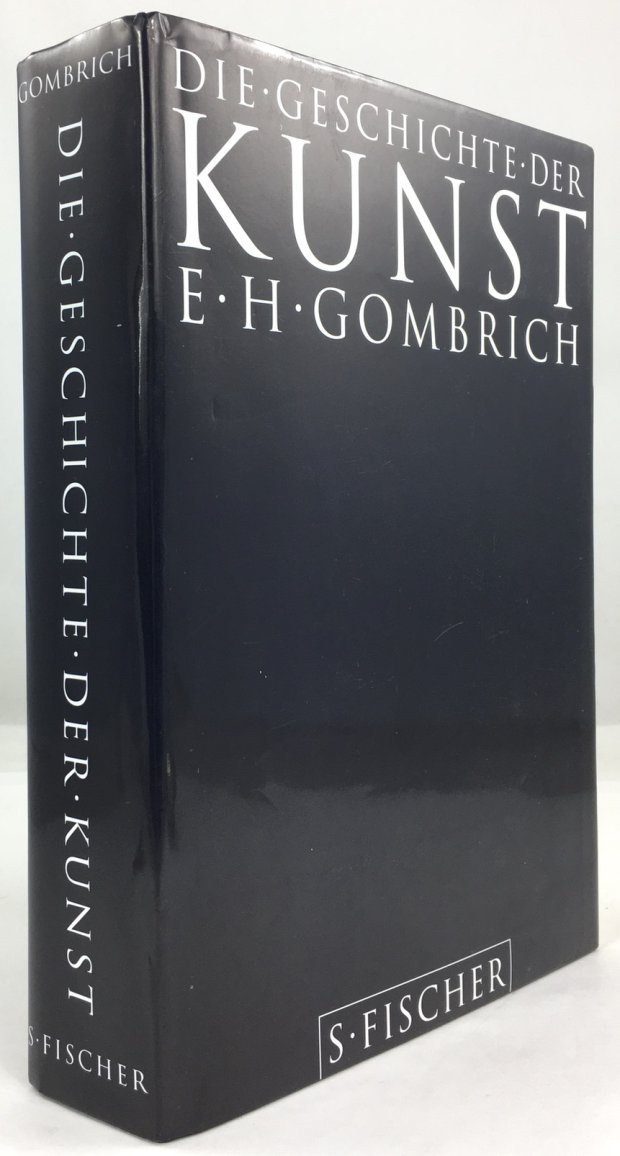 GOMBRICH
DIE·GESCHICHTE·DER·KUNST
S·FISCHER
DIE·GESCHICHTE·DER
KUNST
E·H·GOMBRICH
S·FISCHER